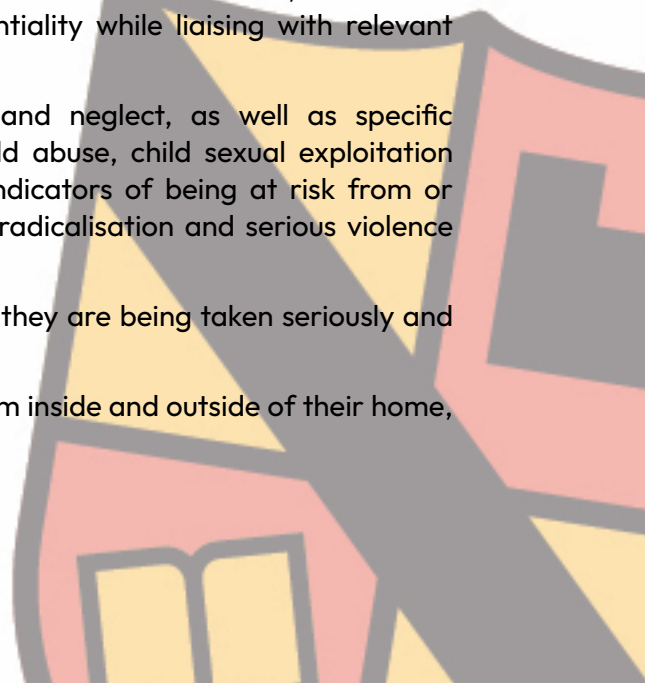 ntiality while liaising with relevant
and neglect, as well as specific
ld abuse, child sexual exploitation
ndicators of being at risk from or
radicalisation and serious violence
they are being taken seriously and
m inside and outside of their home,